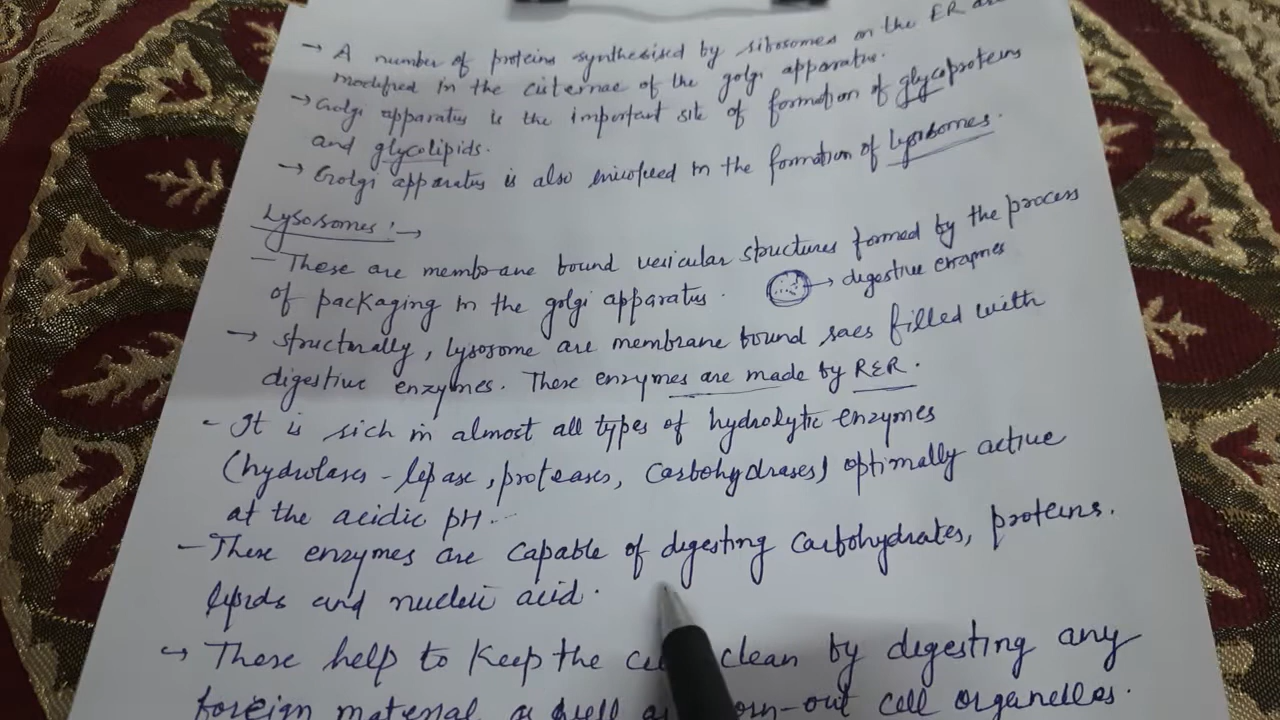 → A number of proteins synthesised by ribosomes on the ER are
modified in the cisternae of the golgi apparatus.
→ Golgi apparatus is the important site of formation of glycoproteins
and glycolipids.
→ Golgi apparatus is also involved in the formation of lysosomes.
Lysosomes :→
– These are membrane bound vesicular structures formed by the process
of packaging in the golgi apparatus. → digestive enzymes
→ structurally, lysosome are membrane bound sacs filled with
digestive enzymes. These enzymes are made by RER.
- It is rich in almost all types of hydrolytic enzymes
(hydrolases - lipase, proteases, carbohydrases) optimally active
at the acidic pH.
– These enzymes are capable of digesting carbohydrates, proteins.
lipids and nucleic acid.
→ These help to keep the clean by digesting any
foreign material as well as worn-out cell organelles.